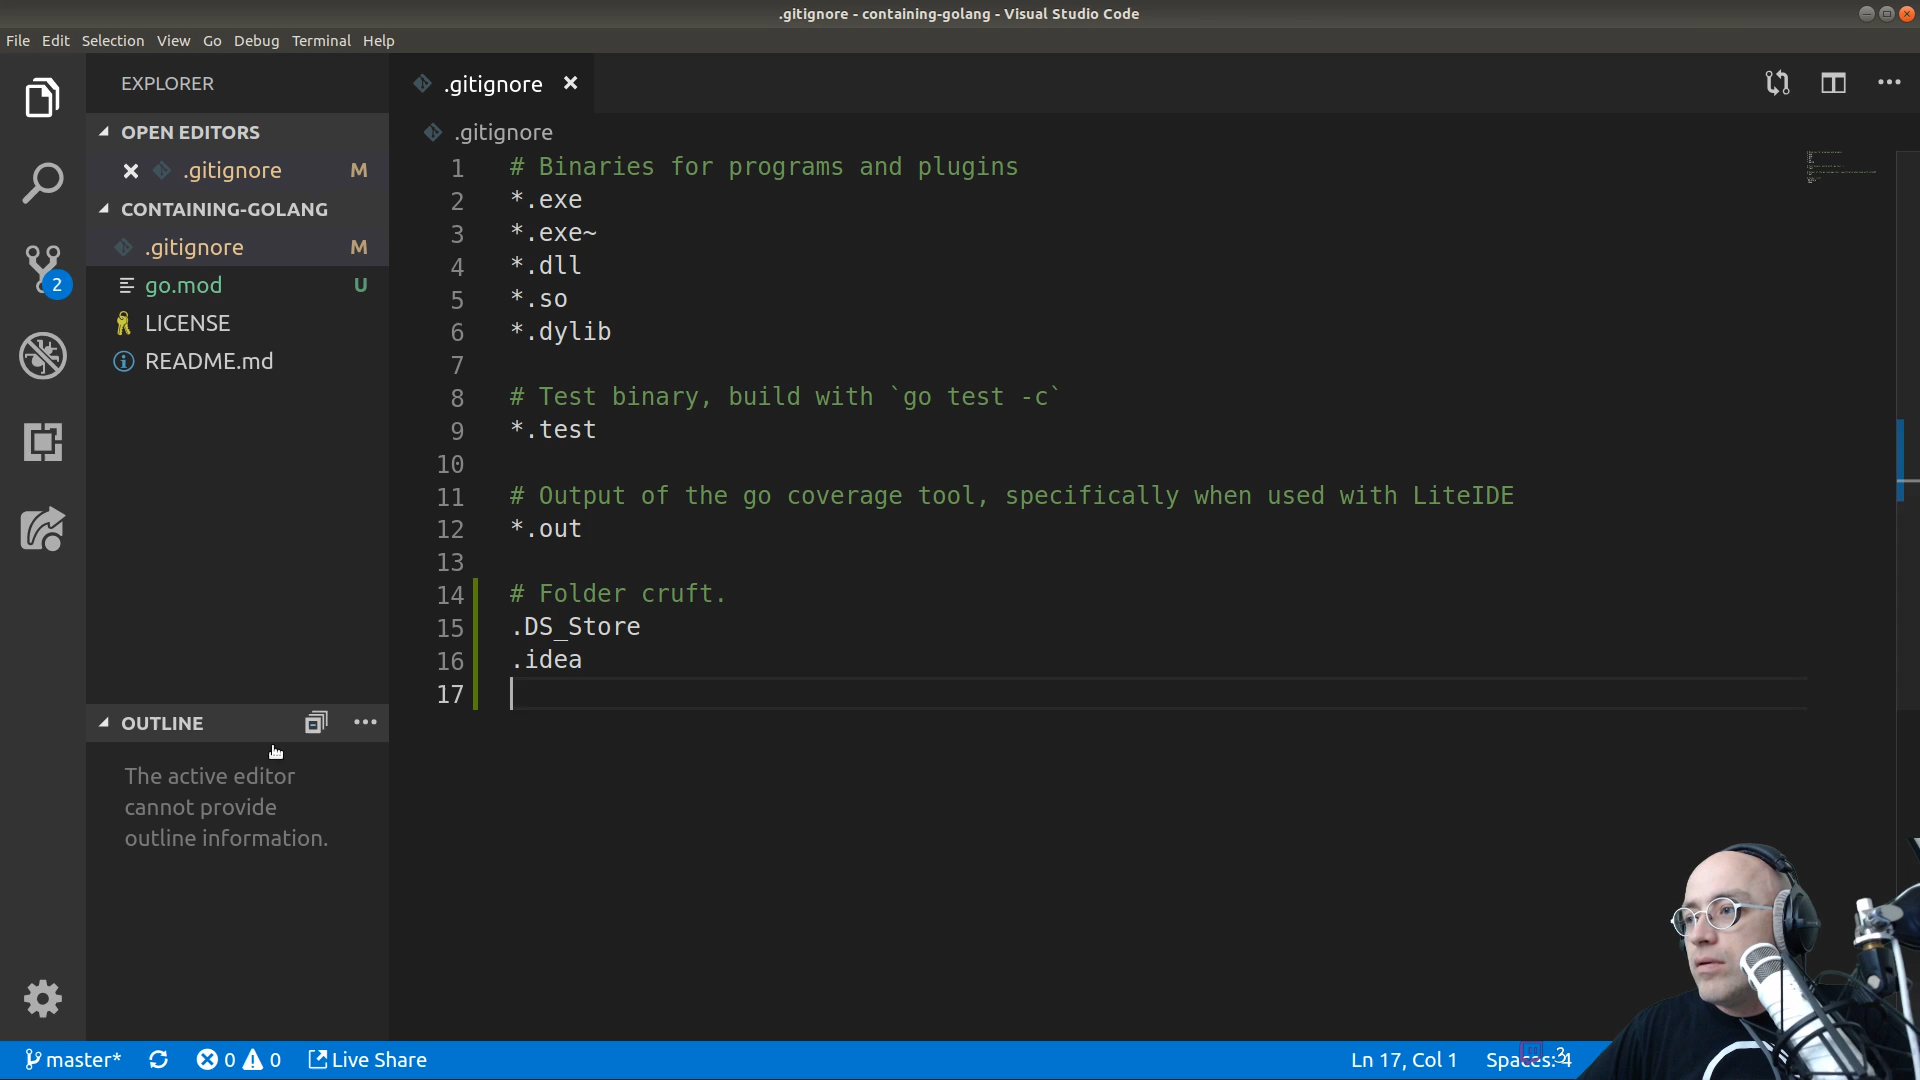 .gitignore - containing-golang - Visual Studio Code
File Edit Selection View Go Debug Terminal Help
EXPLORER
OPEN EDITORS
.gitignore M
CONTAINING-GOLANG
.gitignore M
go.mod U
LICENSE
README.md
2
OUTLINE
The active editor
cannot provide
outline information.
.gitignore
.gitignore
1 # Binaries for programs and plugins
2 *.exe
3 *.exe~
4 *.dll
5 *.so
6 *.dylib
7
8 # Test binary, build with `go test -c`
9 *.test
10
11 # Output of the go coverage tool, specifically when used with LiteIDE
12 *.out
13
14 # Folder cruft.
15 .DS_Store
16 .idea
17
master* 0 0 Live Share
Ln 17, Col 1 Spaces: 4